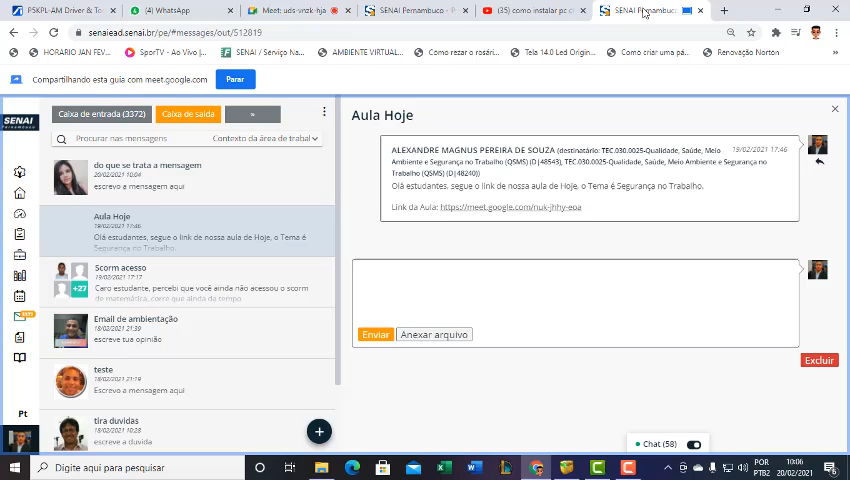 P5KPL-AM Driver & To
(4) WhatsApp
Meet: uds-vnzk-hja
SENAI Pernambuco - P
(35) como instalar pc c
SENAI Pernambuco
senaiead.senai.br/pe/#messages/out/512819
HORÁRIO JAN FEV
SporTV - Ao Vivo |
SENAI / Segurança
AMBIENTE VIRTUAL
Como rezar o rosári
Tela 14.0 Led Origin
Como criar uma pá
Renovação Norton
Compartilhando esta guia com meet.google.com
Parar
SENAI
Pernambuco
Caixa de entrada (3372)
Caixa de saída
»
Procurar nas mensagens
Contexto da área de trabal
do que se trata a mensagem
20/02/2021 10:04
escrevo a mensagem aqui
Aula Hoje
19/02/2021 17:46
Olá estudantes, segue o link de nossa aula de Hoje, o Tema é
Segurança no Trabalho.
Scorm acesso
19/02/2021 17:17
+27
Caro estudante, percebi que você ainda não acessou o scorm
de matemática, corre que ainda da tempo
Email de ambientação
18/02/2021 21:39
escreve tua opinião
teste
18/02/2021 21:19
Escrevo a mensagem aqui
tira duvidas
18/02/2021 10:28
escreve a duvida
+
Pt
Aula Hoje
ALEXANDRE MAGNUS PEREIRA DE SOUZA (destinatário: TEC.030.0025-Qualidade, Saúde, Meio
19/02/2021 17:46
Ambiente e Segurança no Trabalho (QSMS) (D|48543), TEC.030.0025-Qualidade, Saúde, Meio Ambiente e Segurança no
Trabalho (QSMS) (D|48240))
Olá estudantes, segue o link de nossa aula de Hoje, o Tema é Segurança no Trabalho.
Link da Aula: https://meet.google.com/nuk-jhhy-eoa
Enviar
Anexar arquivo
Excluir
Chat (58)
Digite aqui para pesquisar
POR
PTB2
10:06
20/02/2021